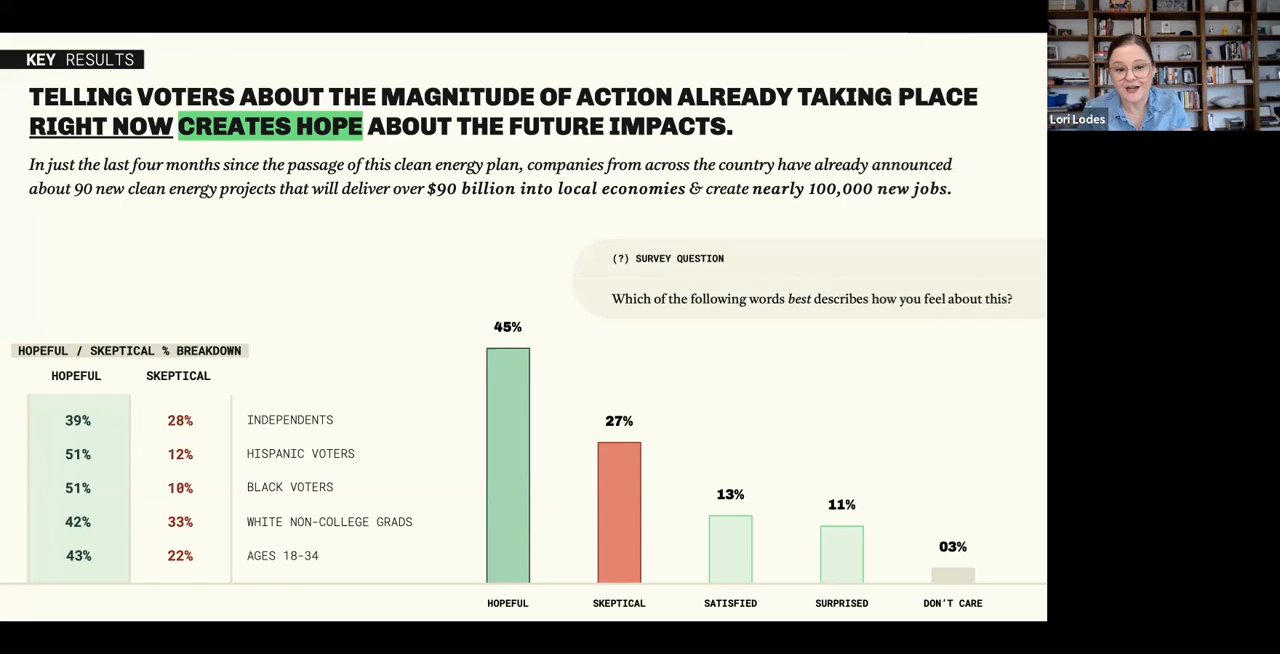 KEY RESULTS
TELLING VOTERS ABOUT THE MAGNITUDE OF ACTION ALREADY TAKING PLACE
RIGHT NOW CREATES HOPE ABOUT THE FUTURE IMPACTS.
In just the last four months since the passage of this clean energy plan, companies from across the country have already announced
about 90 new clean energy projects that will deliver over $90 billion into local economies & create nearly 100,000 new jobs.
(?) SURVEY QUESTION
Which of the following words best describes how you feel about this?
HOPEFUL / SKEPTICAL % BREAKDOWN
HOPEFUL SKEPTICAL
39% 28% INDEPENDENTS
51% 12% HISPANIC VOTERS
51% 10% BLACK VOTERS
42% 33% WHITE NON-COLLEGE GRADS
43% 22% AGES 18-34
45%
27%
13%
11%
03%
HOPEFUL SKEPTICAL SATISFIED SURPRISED DON'T CARE
Lori Lodes